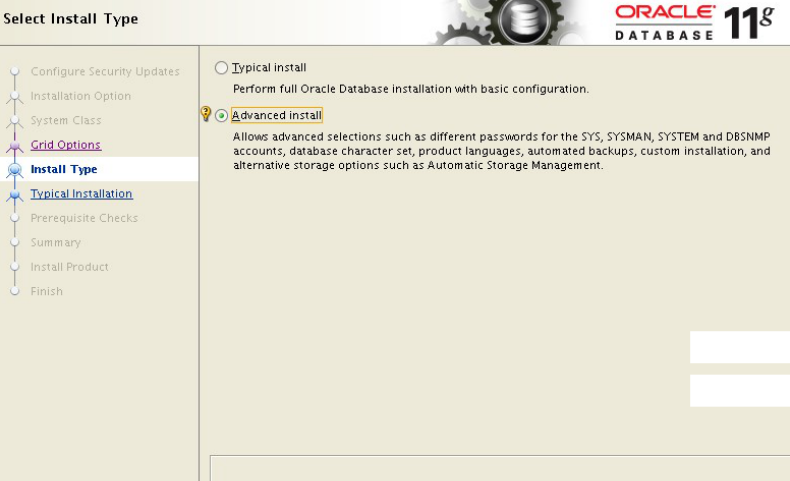 Select Install Type
ORACLE
DATABASE 11g
Configure Security Updates
Installation Option
System Class
Grid Options
Install Type
Typical Installation
Prerequisite Checks
Summary
Install Product
Finish
Typical install
Perform full Oracle Database installation with basic configuration.
Advanced install
Allows advanced selections such as different passwords for the SYS, SYSMAN, SYSTEM and DBSNMP
accounts, database character set, product languages, automated backups, custom installation, and
alternative storage options such as Automatic Storage Management.